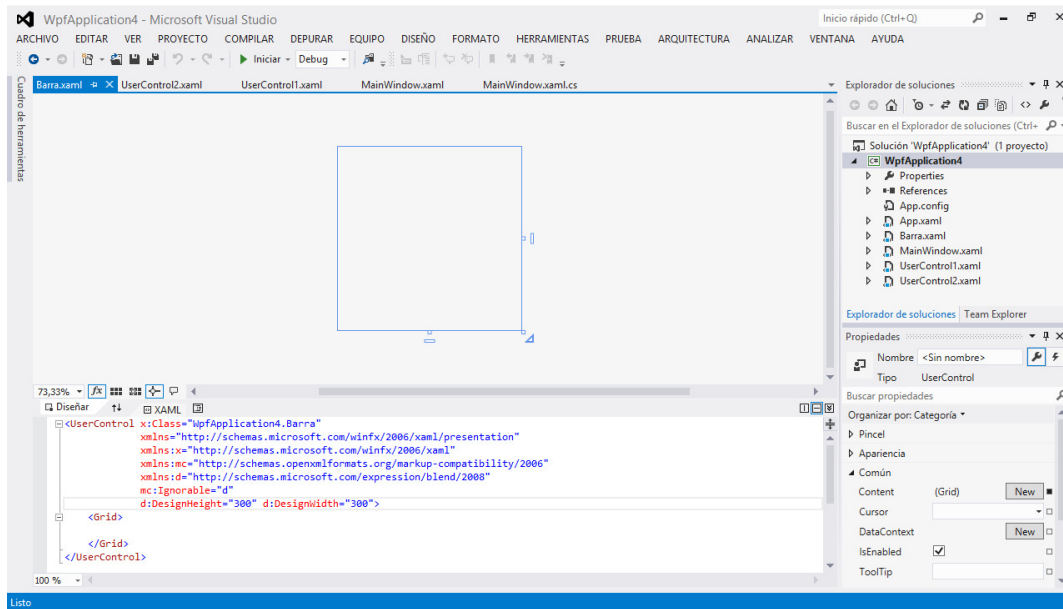 WpfApplication4 - Microsoft Visual Studio
Inicio rápido (Ctrl+Q)
ARCHIVO EDITAR VER PROYECTO COMPILAR DEPURAR EQUIPO DISEÑO FORMATO HERRAMIENTAS PRUEBA ARQUITECTURA ANALIZAR VENTANA AYUDA
Iniciar Debug
Cuadro de herramientas
Barra.xaml UserControl2.xaml UserControl1.xaml MainWindow.xaml MainWindow.xaml.cs
73,33%
Diseñar XAML
<UserControl x:Class="WpfApplication4.Barra"
xmlns="http://schemas.microsoft.com/winfx/2006/xaml/presentation"
xmlns:x="http://schemas.microsoft.com/winfx/2006/xaml"
xmlns:mc="http://schemas.openxmlformats.org/markup-compatibility/2006"
xmlns:d="http://schemas.microsoft.com/expression/blend/2008"
mc:Ignorable="d"
d:DesignHeight="300" d:DesignWidth="300">
<Grid>
</Grid>
</UserControl>
100 %
Explorador de soluciones
Buscar en el Explorador de soluciones (Ctrl+
Solución 'WpfApplication4' (1 proyecto)
WpfApplication4
Properties
References
App.config
App.xaml
Barra.xaml
MainWindow.xaml
UserControl1.xaml
UserControl2.xaml
Explorador de soluciones Team Explorer
Propiedades
Nombre <Sin nombre>
Tipo UserControl
Buscar propiedades
Organizar por: Categoría
Pincel
Apariencia
Común
Content (Grid) New
Cursor
DataContext New
IsEnabled
ToolTip
Listo